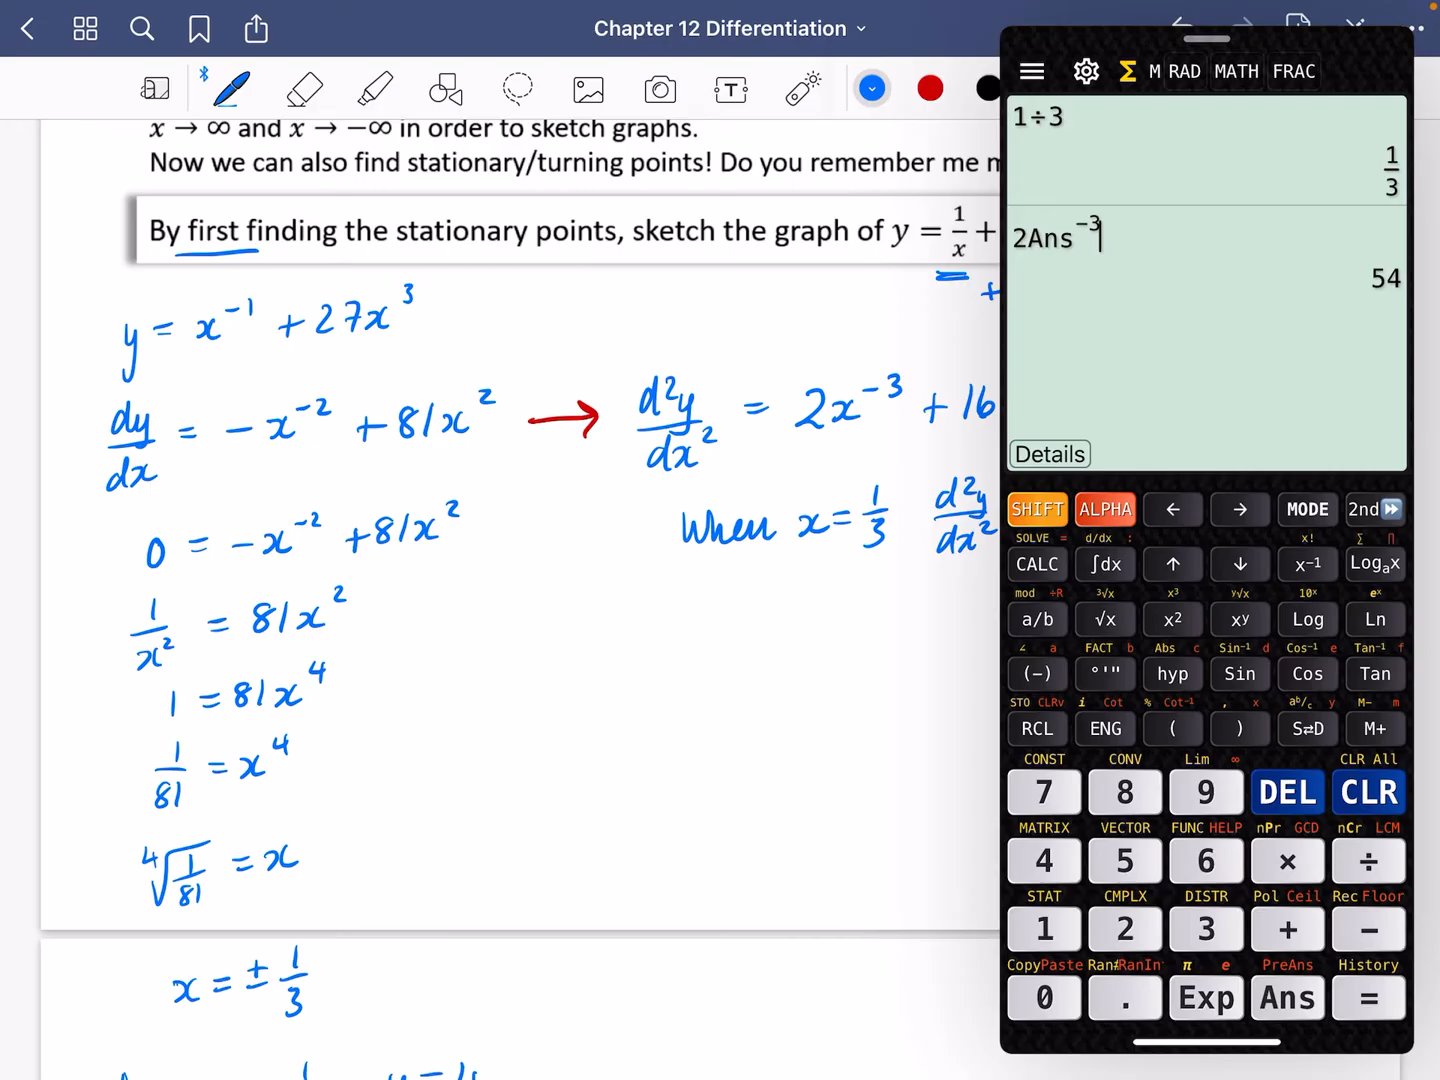 Chapter 12 Differentiation
x → ∞ and x → −∞ in order to sketch graphs.
Now we can also find stationary/turning points! Do you remember me
By first finding the stationary points, sketch the graph of y = 1/x +
y = x⁻¹ + 27x³
dy/dx = −x⁻² + 81x² → d²y/dx² = 2x⁻³ + 16
0 = −x⁻² + 81x²
When x = 1/3 d²y/dx²
1/x² = 81x²
1 = 81x⁴
1/81 = x⁴
⁴√(1/81) = x
x = ± 1/3
M RAD MATH FRAC
1÷3
1/3
2Ans⁻³
54
Details
SHIFT ALPHA ← → MODE 2nd
SOLVE = d/dx : x! ∑ ∏
CALC ∫dx ↑ ↓ x⁻¹ Logₐx
mod ÷R ³√x x³ ʸ√x 10ˣ eˣ
a/b √x x² xʸ Log Ln
∠ a FACT b Abs c Sin⁻¹ d Cos⁻¹ e Tan⁻¹ f
(−) °'" hyp Sin Cos Tan
STO CLRv i Cot % Cot⁻¹ , x aᵇ/c y M− m
RCL ENG ( ) S⇄D M+
CONST CONV Lim ∞ CLR All
7 8 9 DEL CLR
MATRIX VECTOR FUNC HELP nPr GCD nCr LCM
4 5 6 × ÷
STAT CMPLX DISTR Pol Ceil Rec Floor
1 2 3 + −
Copy Paste Ran# RanIn π e PreAns History
0 . Exp Ans =